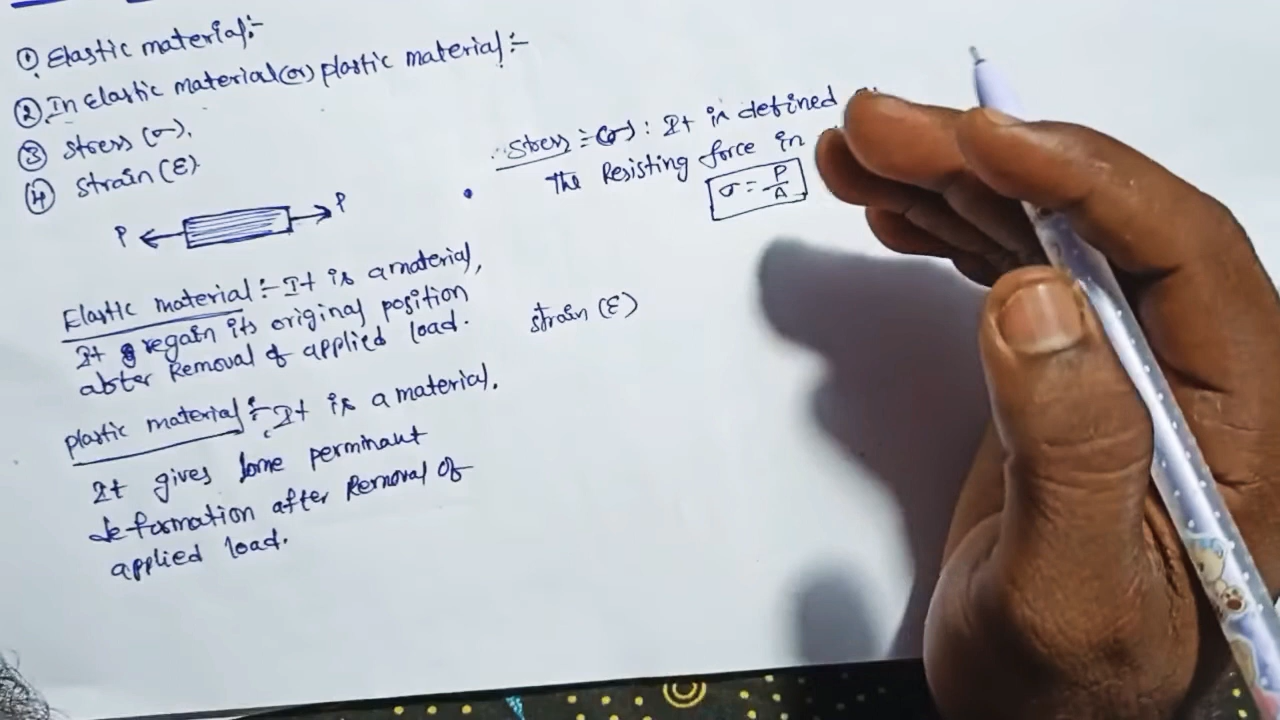 ① Elastic material:-
② In Elastic material (or) plastic material:-
③ stress (σ).
④ strain (ε)
P P
Elastic material:- It is a material,
It regain its original position
abter Removal of applied load.
plastic material:- It is a material.
It gives some perminaut
deformation after Removal of
applied load.
Stress:-(σ): It is defined
The Resisting force in
σ = P/A
strain (ε)